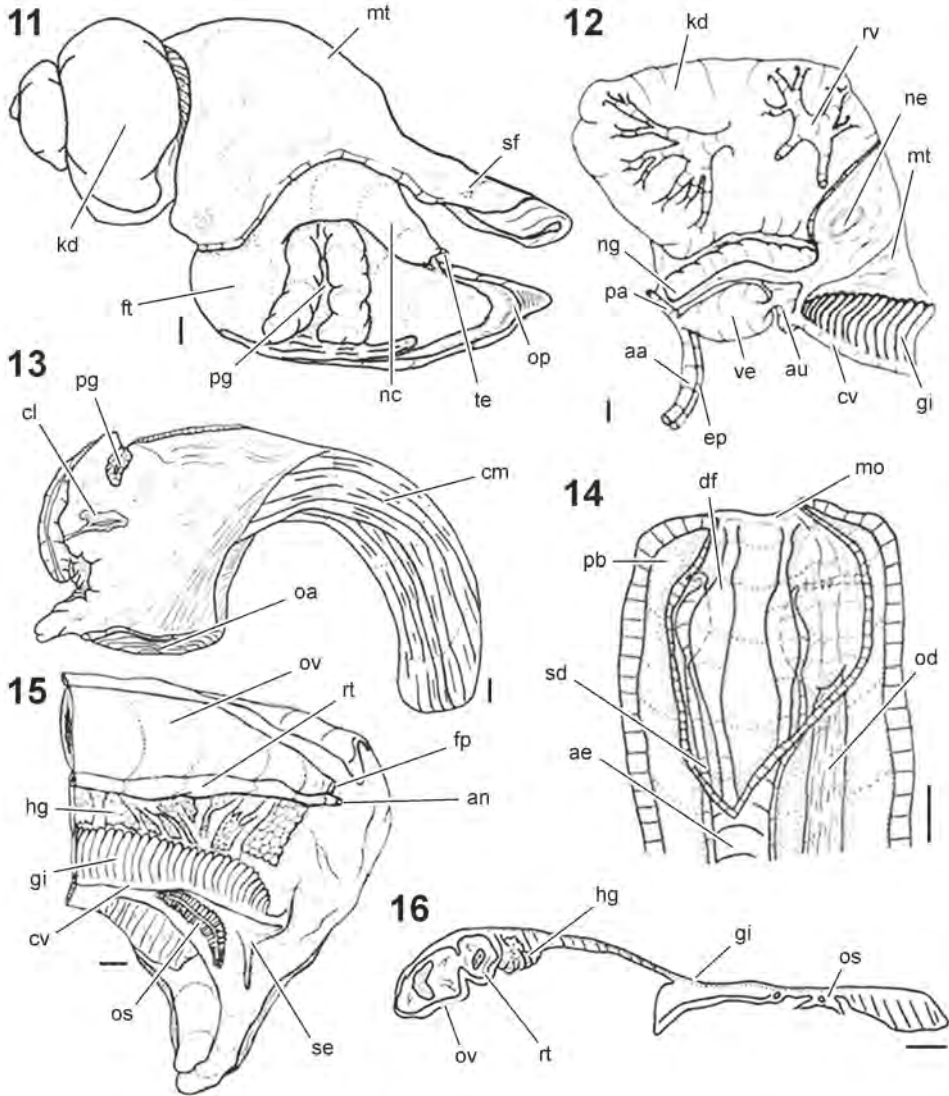 11
mt
kd
sf
ft
pg
nc
te
op
12
kd
rv
ne
mt
ng
pa
aa
ep
ve
au
cv
gi
13
pg
cl
cm
oa
14
df
mo
pb
od
sd
ae
15
ov
rt
fp
an
hg
gi
cv
os
se
16
hg
gi
os
ov
rt